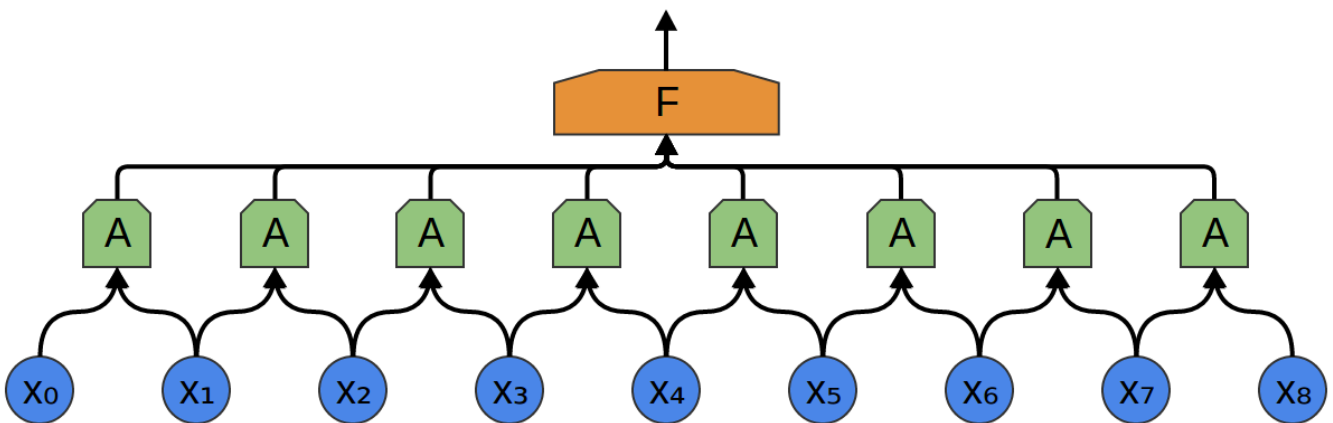 F
A A A A A A A A
x₀ x₁ x₂ x₃ x₄ x₅ x₆ x₇ x₈